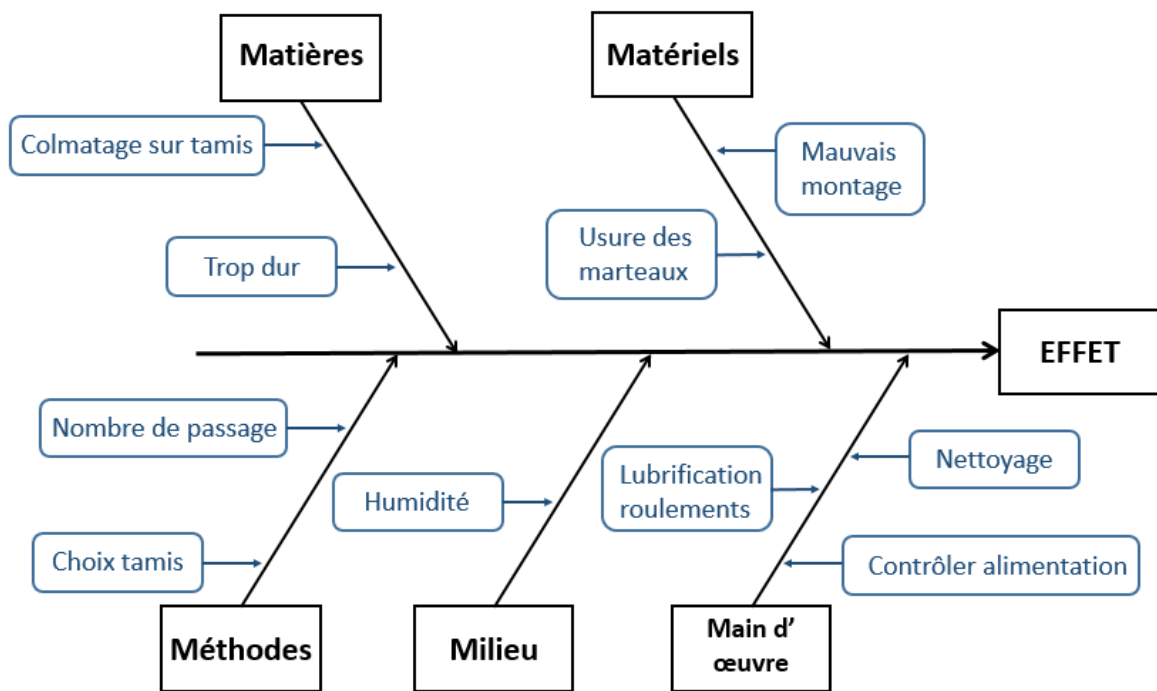 Matières
Matériels
Colmatage sur tamis
Mauvais
montage
Trop dur
Usure des
marteaux
EFFET
Nombre de passage
Nettoyage
Humidité
Lubrification
roulements
Choix tamis
Contrôler alimentation
Méthodes
Milieu
Main d’
œuvre